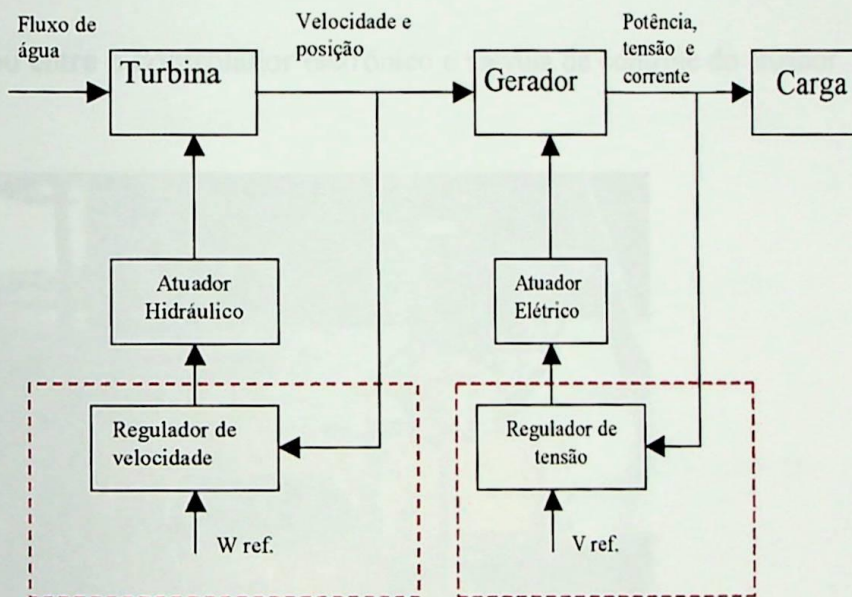 Fluxo de
água
Velocidade e
posição
Potência,
tensão e
corrente
Turbina
Gerador
Carga
Atuador
Hidráulico
Atuador
Elétrico
Regulador de
velocidade
Regulador de
tensão
W ref.
V ref.